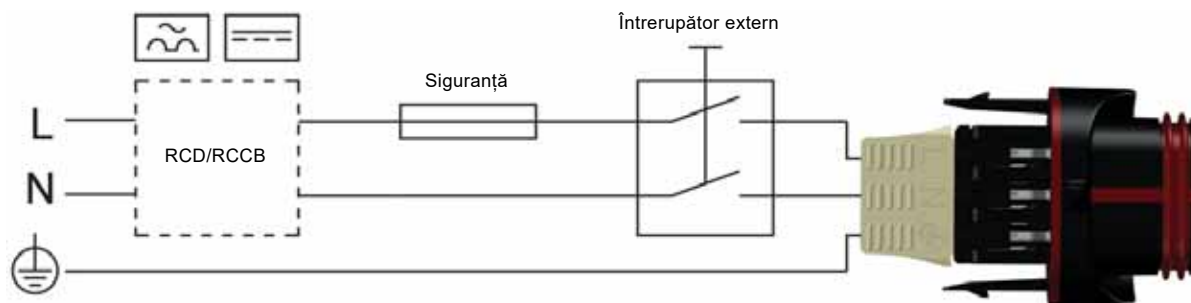 Întrerupător extern
Siguranță
L
RCD/RCCB
N
L
N